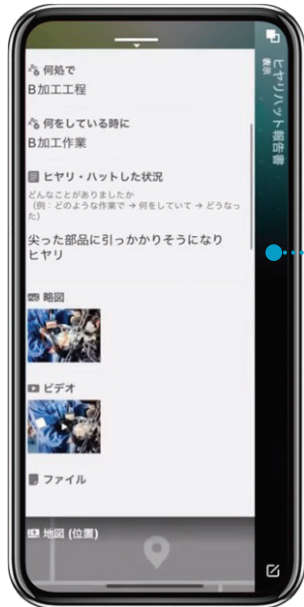 ヒヤリハット報告書
表示
何処で
B加工工程
何をしている時に
B加工作業
ヒヤリ・ハットした状況
どんなことがありましたか
(例：どのような作業で → 何をしていて → どうなっ
た)
尖った部品に引っかかりそうになり
ヒヤリ
略図
ビデオ
ファイル
地図 (位置)